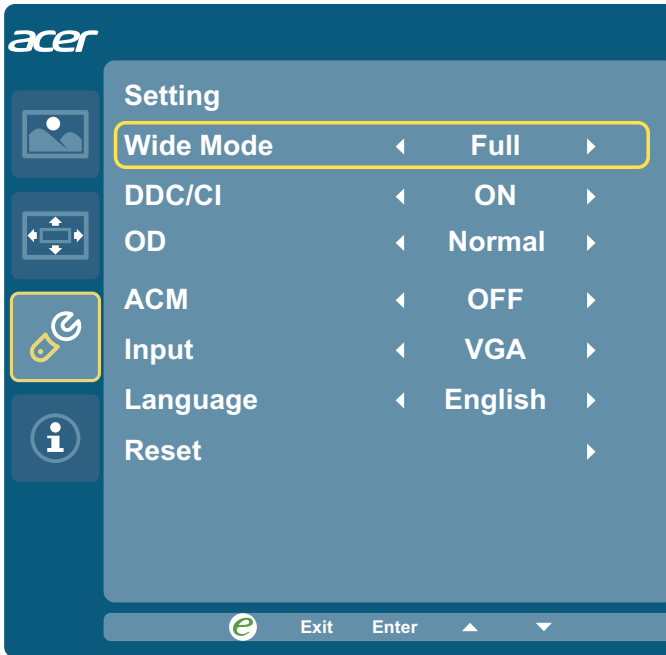 acer
Setting
Wide Mode Full
DDC/CI ON
OD Normal
ACM OFF
Input VGA
Language English
Reset
e Exit Enter